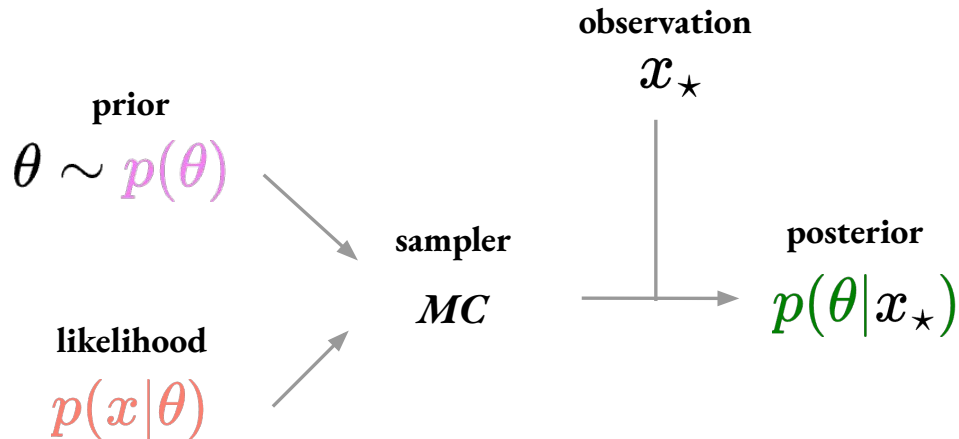 observation
x⋆
prior
θ ∼ p(θ)
sampler
MC
posterior
p(θ|x⋆)
likelihood
p(x|θ)